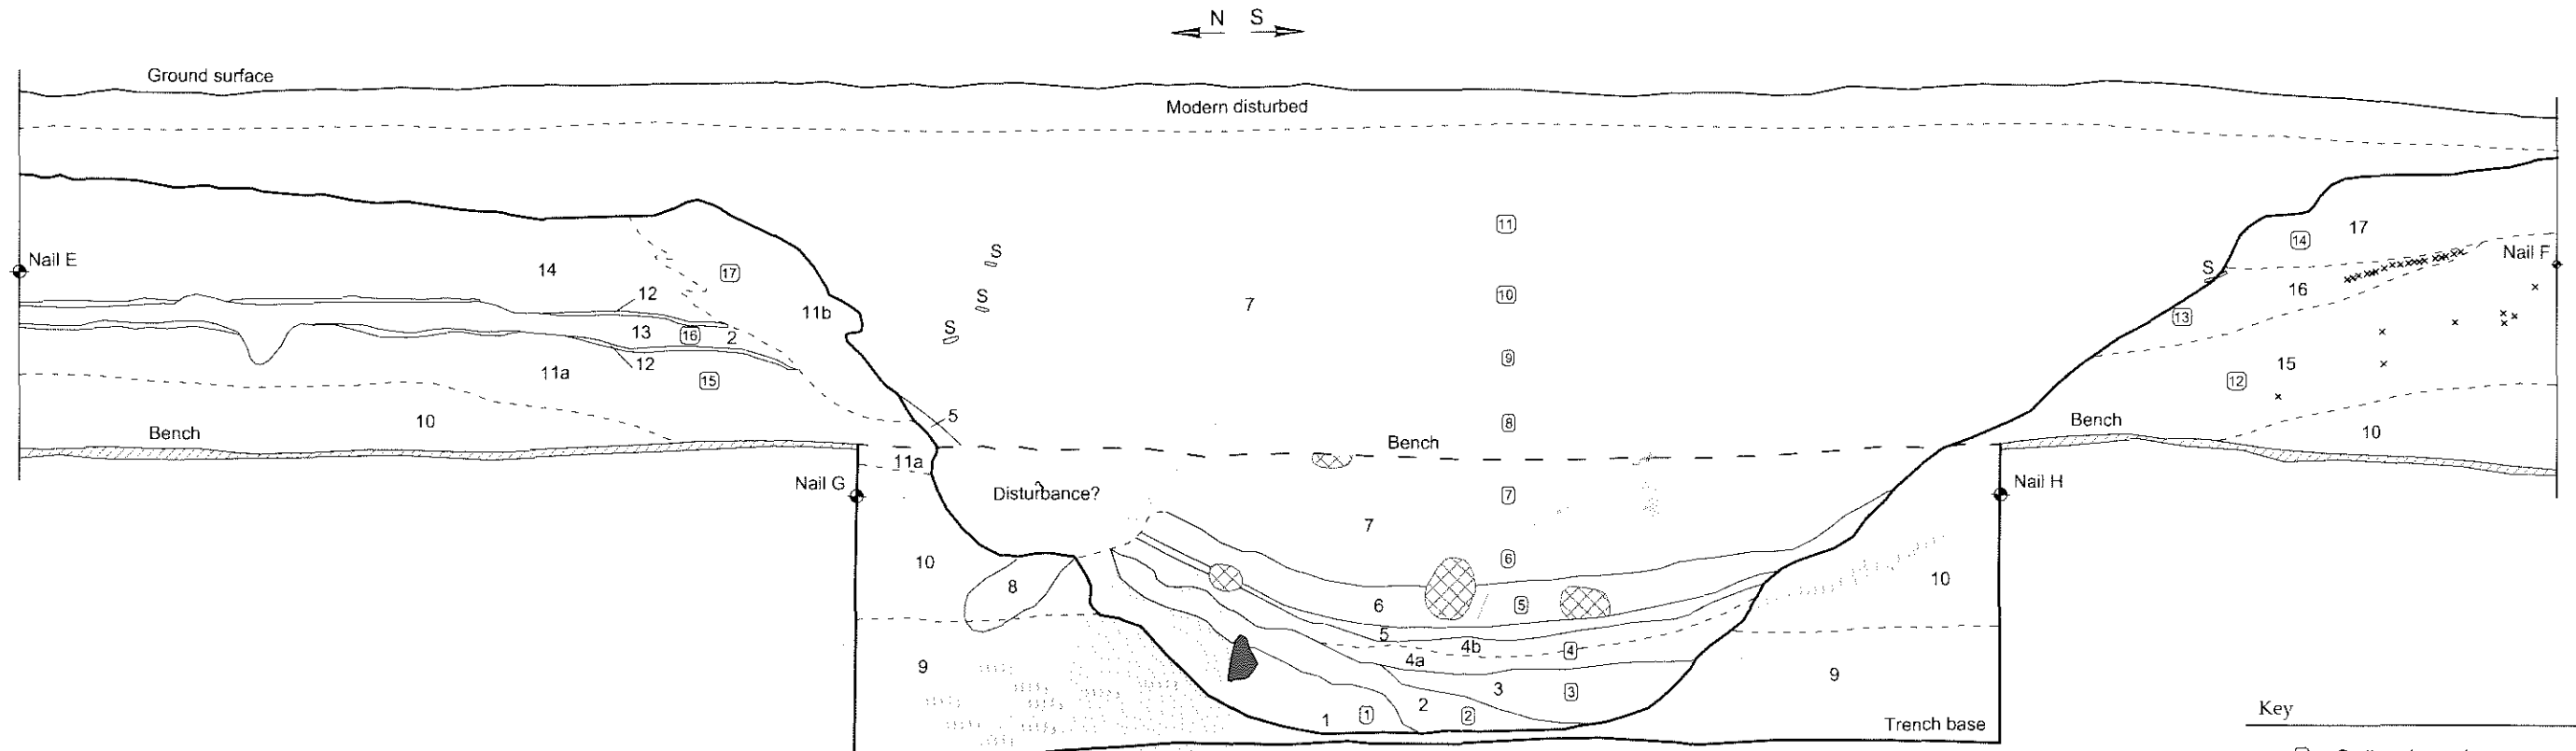 N S
Ground surface
Modern disturbed
11
17
14
Nail E
14
17
S
Nail F
S
S
12
10
7
16
11b
13
16
2
13
S
12
9
15
11a
15
12
5
8
10
Bench
Bench
Bench
10
11a
Nail G
Disturbance?
7
Nail H
7
6
10
8
10
6
5
5
4b
4
4a
9
3
3
9
2
1
1
2
Trench base
Key